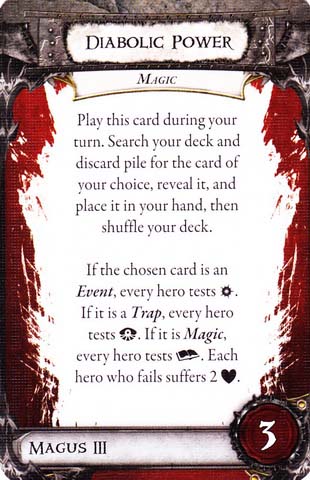 DIABOLIC POWER
MAGIC
Play this card during your
turn. Search your deck and
discard pile for the card of
your choice, reveal it, and
place it in your hand, then
shuffle your deck.
If the chosen card is an
Event, every hero tests .
If it is a Trap, every hero
tests . If it is Magic,
every hero tests . Each
hero who fails suffers 2 .
MAGUS III
3